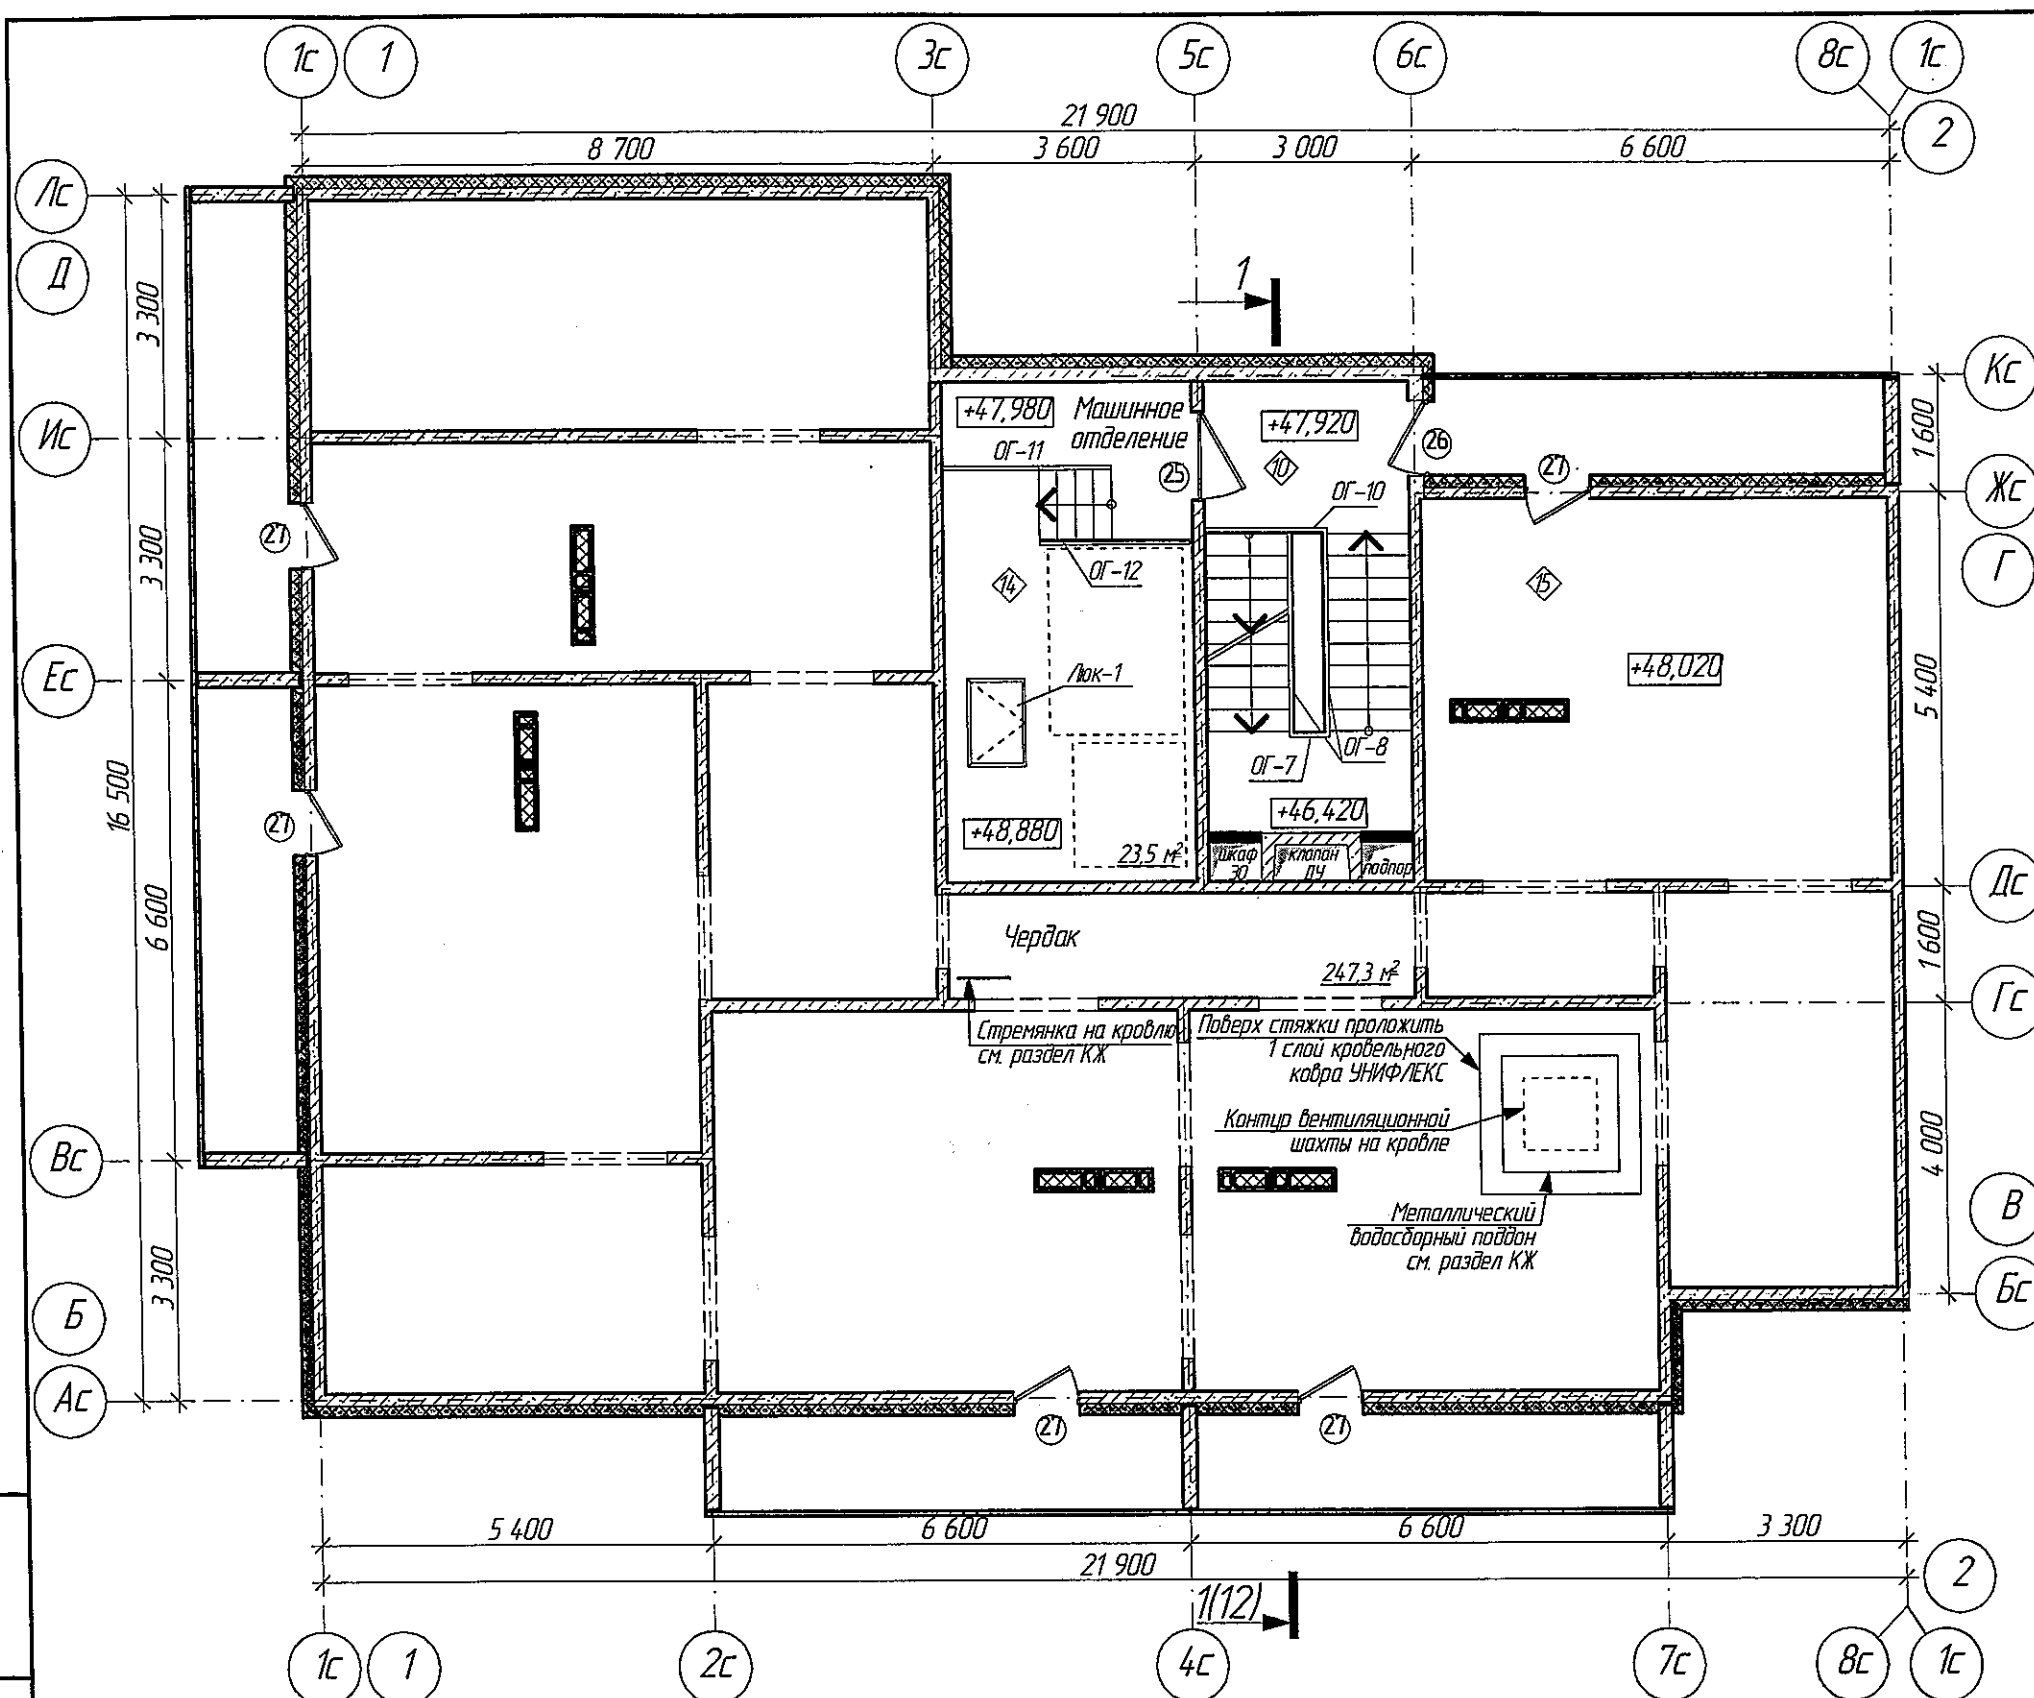 1с 1 3с 5с 6с 8с 1с
21 900
2
8 700 3 600 3 000 6 600
Лс
Д
3 300
1
Кс
+47,980 Машинное
отделение
+47,920
1 600
Ис
ОГ-11
25
10
26
27
Жс
ОГ-10
27
3 300
ОГ-12
14
15
Г
Ес
Люк-1
+48,020
5 400
16 500
ОГ-8
ОГ-7
27
+48,880
+46,420
23,5 м²
шкаф
ЗО
клапан
ДУ
подпор
Дс
6 600
Чердак
247,3 м²
1 600
Гс
Стремянка на кровлю
см. раздел КЖ
Поверх стяжки проложить
1 слой кровельного
ковра УНИФЛЕКС
Контур вентиляционной
шахты на кровле
4 000
Вс
Металлический
водосборный поддон
см. раздел КЖ
В
3 300
Б
Бс
Ас
27
27
5 400 6 600 6 600 3 300
21 900
2
1(12)
1с 1 2с 4с 7с 8с 1с